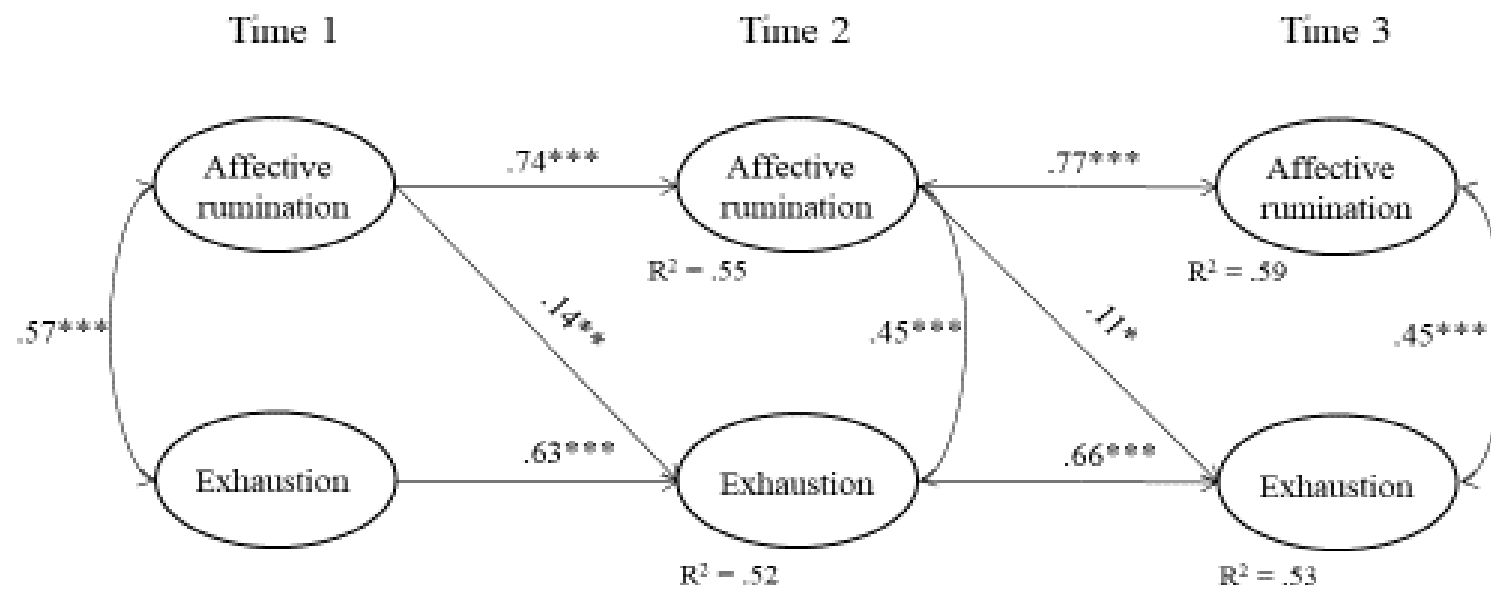 Time 1 Time 2 Time 3
.74*** .77***
Affective Affective Affective
rumination rumination rumination
R² = .55 R² = .59
.14** .11*
.57*** .45*** .45***
.63*** .66***
Exhaustion Exhaustion Exhaustion
R² = .52 R² = .53